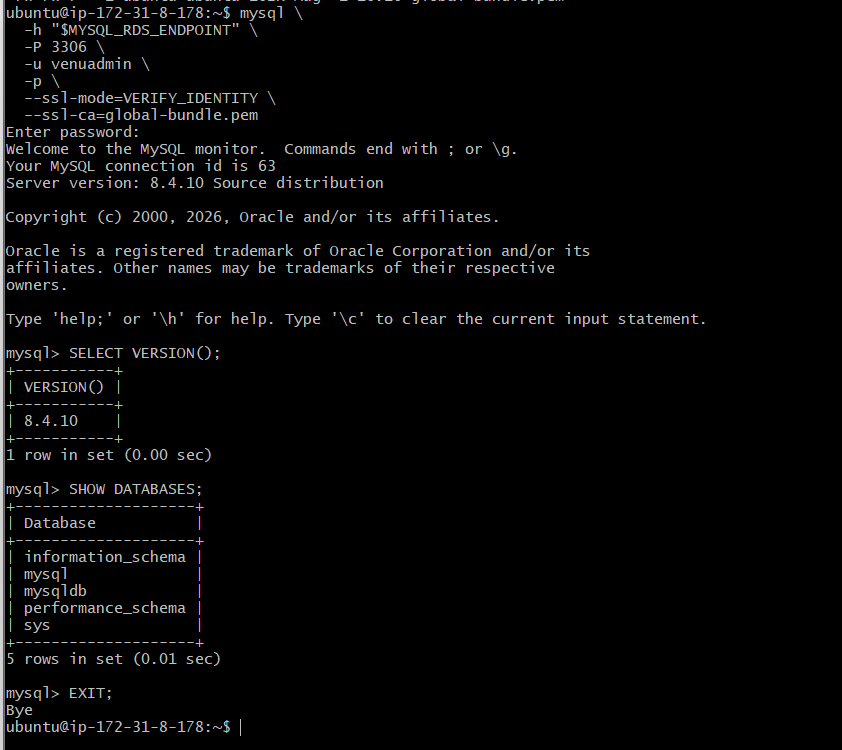 ubuntu@ip-172-31-8-178:~$ mysql \
  -h "$MYSQL_RDS_ENDPOINT" \
  -P 3306 \
  -u venuadmin \
  -p \
  --ssl-mode=VERIFY_IDENTITY \
  --ssl-ca=global-bundle.pem
Enter password:
Welcome to the MySQL monitor.  Commands end with ; or \g.
Your MySQL connection id is 63
Server version: 8.4.10 Source distribution

Copyright (c) 2000, 2026, Oracle and/or its affiliates.

Oracle is a registered trademark of Oracle Corporation and/or its
affiliates. Other names may be trademarks of their respective
owners.

Type 'help;' or '\h' for help. Type '\c' to clear the current input statement.

mysql> SELECT VERSION();
+-----------+
| VERSION() |
+-----------+
| 8.4.10    |
+-----------+
1 row in set (0.00 sec)

mysql> SHOW DATABASES;
+--------------------+
| Database           |
+--------------------+
| information_schema |
| mysql              |
| mysqldb            |
| performance_schema |
| sys                |
+--------------------+
5 rows in set (0.01 sec)

mysql> EXIT;
Bye
ubuntu@ip-172-31-8-178:~$